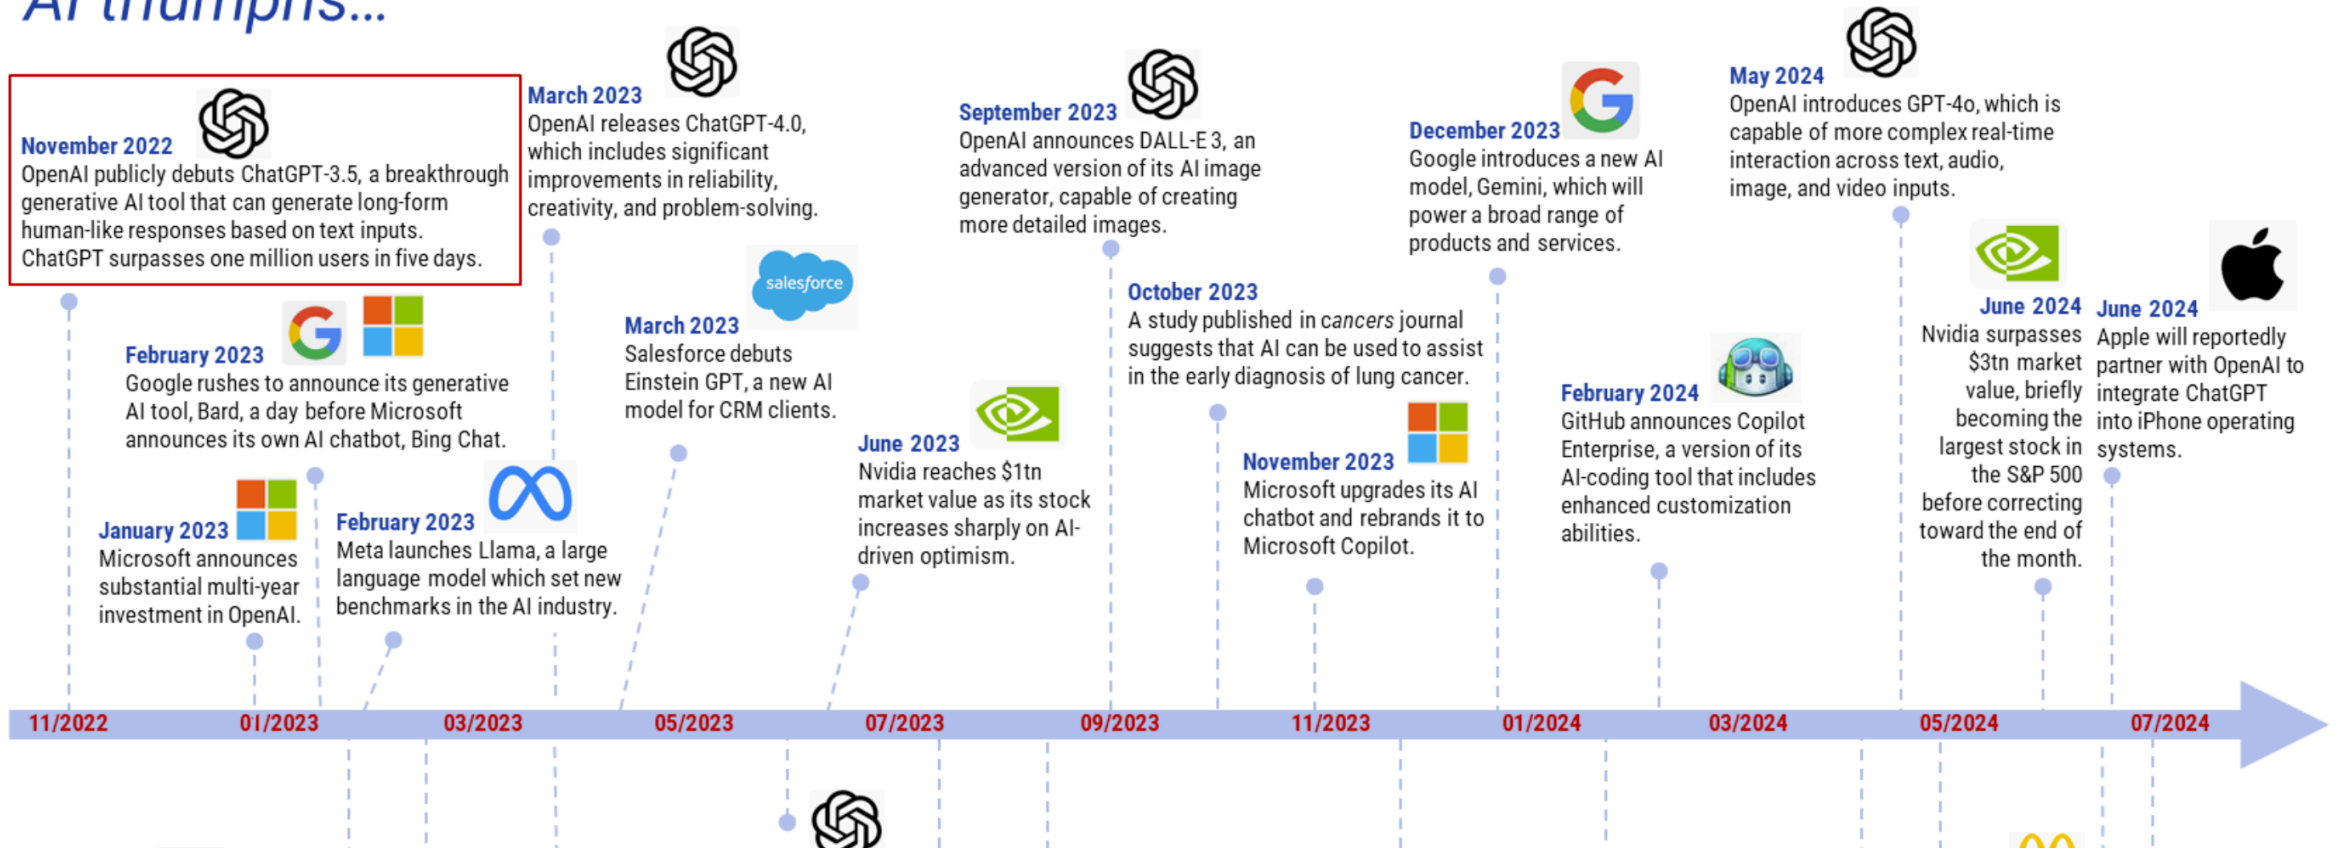 AI triumphs...
November 2022
OpenAI publicly debuts ChatGPT-3.5, a breakthrough
generative AI tool that can generate long-form
human-like responses based on text inputs.
ChatGPT surpasses one million users in five days.
March 2023
OpenAI releases ChatGPT-4.0,
which includes significant
improvements in reliability,
creativity, and problem-solving.
September 2023
OpenAI announces DALL-E 3, an
advanced version of its AI image
generator, capable of creating
more detailed images.
December 2023
Google introduces a new AI
model, Gemini, which will
power a broad range of
products and services.
May 2024
OpenAI introduces GPT-4o, which is
capable of more complex real-time
interaction across text, audio,
image, and video inputs.
February 2023
Google rushes to announce its generative
AI tool, Bard, a day before Microsoft
announces its own AI chatbot, Bing Chat.
salesforce
March 2023
Salesforce debuts
Einstein GPT, a new AI
model for CRM clients.
October 2023
A study published in cancers journal
suggests that AI can be used to assist
in the early diagnosis of lung cancer.
June 2024
Nvidia surpasses
$3tn market
value, briefly
becoming the
largest stock in
the S&P 500
before correcting
toward the end of
the month.
June 2024
Apple will reportedly
partner with OpenAI to
integrate ChatGPT
into iPhone operating
systems.
January 2023
Microsoft announces
substantial multi-year
investment in OpenAI.
February 2023
Meta launches Llama, a large
language model which set new
benchmarks in the AI industry.
June 2023
Nvidia reaches $1tn
market value as its stock
increases sharply on AI-
driven optimism.
November 2023
Microsoft upgrades its AI
chatbot and rebrands it to
Microsoft Copilot.
February 2024
GitHub announces Copilot
Enterprise, a version of its
AI-coding tool that includes
enhanced customization
abilities.
11/2022
01/2023
03/2023
05/2023
07/2023
09/2023
11/2023
01/2024
03/2024
05/2024
07/2024